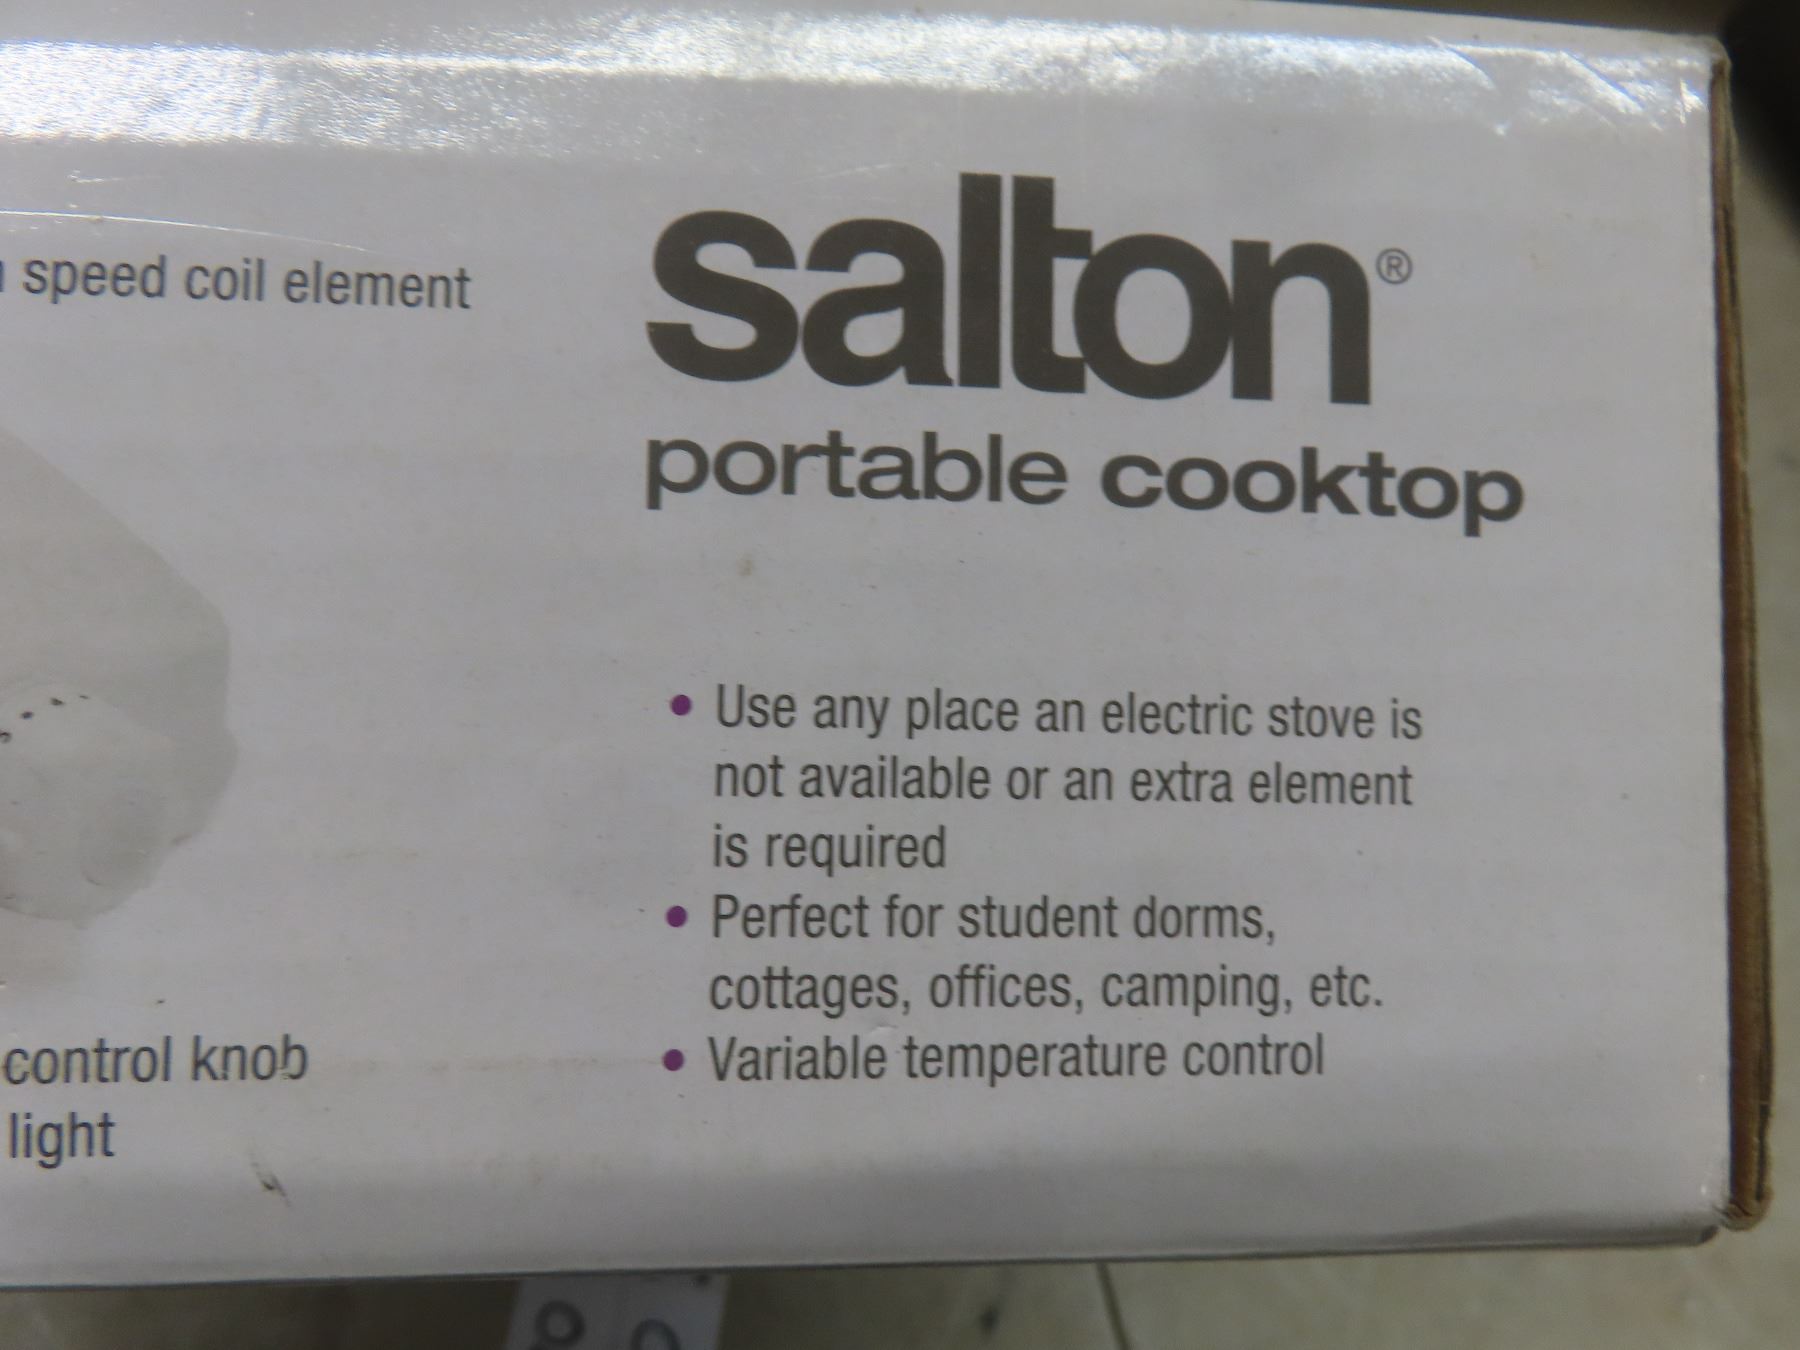 speed coil element
salton®
portable cooktop
• Use any place an electric stove is
not available or an extra element
is required
• Perfect for student dorms,
cottages, offices, camping, etc.
• Variable temperature control
control knob
light